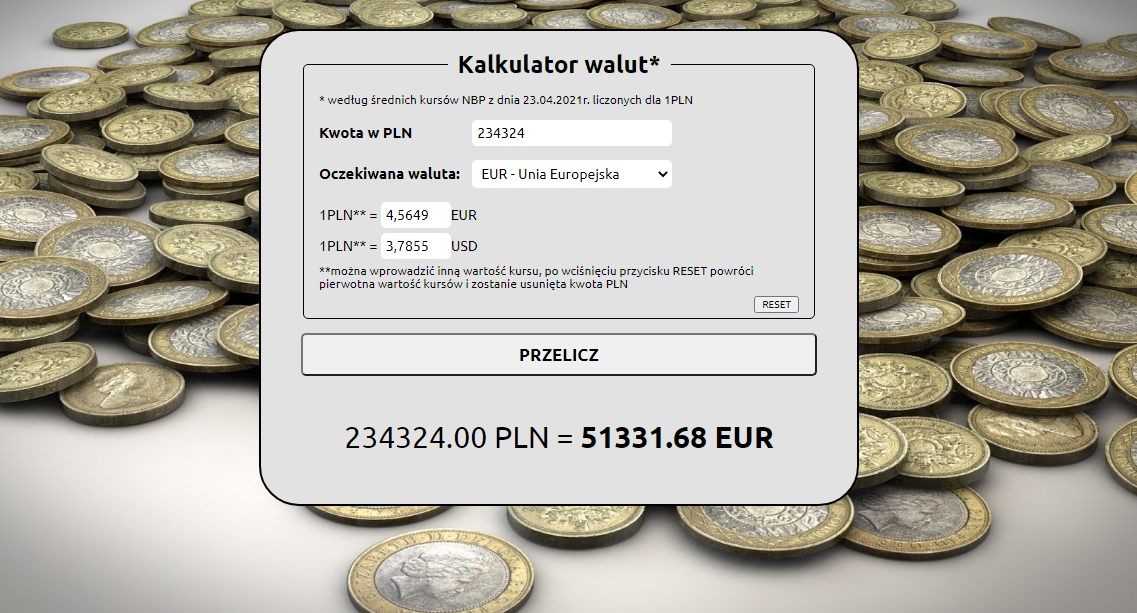 Kalkulator walut*
* według średnich kursów NBP z dnia 23.04.2021r. liczonych dla 1PLN
Kwota w PLN 234324
Oczekiwana waluta: EUR - Unia Europejska
1PLN** = 4,5649 EUR
1PLN** = 3,7855 USD
**można wprowadzić inną wartość kursu, po wciśnięciu przycisku RESET powróci
pierwotna wartość kursów i zostanie usunięta kwota PLN
RESET
PRZELICZ
234324.00 PLN = 51331.68 EUR